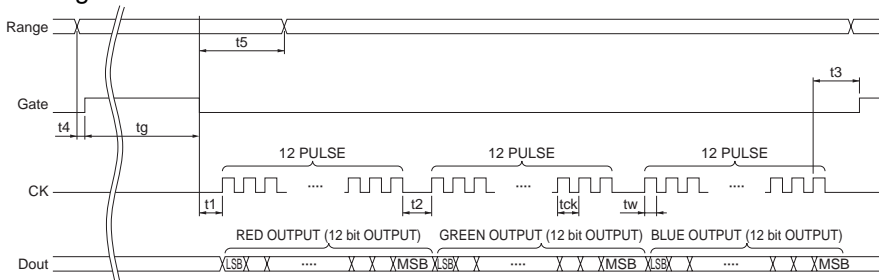 Range
t5
t3
Gate
t4
tg
12 PULSE
12 PULSE
12 PULSE
CK
....
....
....
t1
t2
tck
tw
RED OUTPUT (12 bit OUTPUT)
GREEN OUTPUT (12 bit OUTPUT)
BLUE OUTPUT (12 bit OUTPUT)
Dout
LSB
....
MSB
LSB
....
MSB
LSB
....
MSB